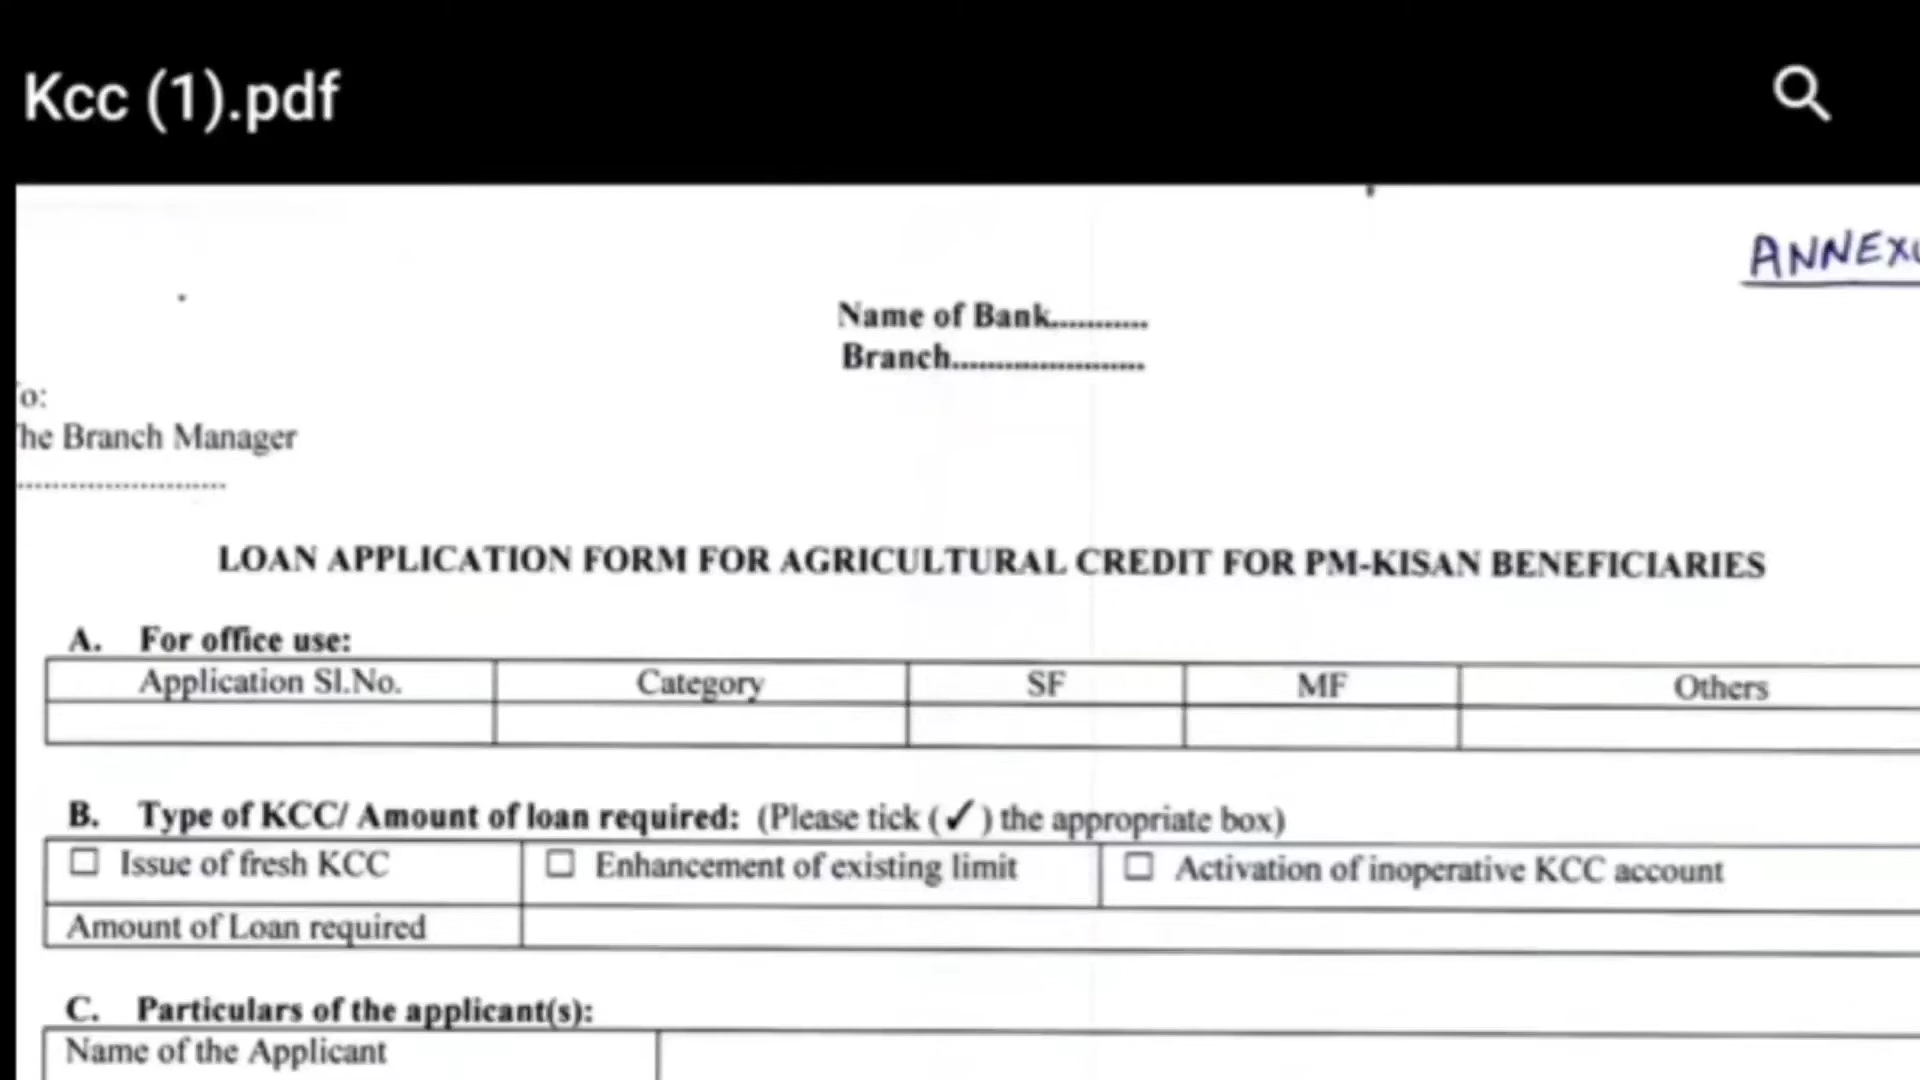 Kcc (1).pdf
ANNEXU
Name of Bank...........
Branch......................
o:
he Branch Manager
........................
LOAN APPLICATION FORM FOR AGRICULTURAL CREDIT FOR PM-KISAN BENEFICIARIES
A. For office use:
Application Sl.No. Category SF MF Others
B. Type of KCC/ Amount of loan required: (Please tick (✓) the appropriate box)
☐ Issue of fresh KCC ☐ Enhancement of existing limit ☐ Activation of inoperative KCC account
Amount of Loan required
C. Particulars of the applicant(s):
Name of the Applicant